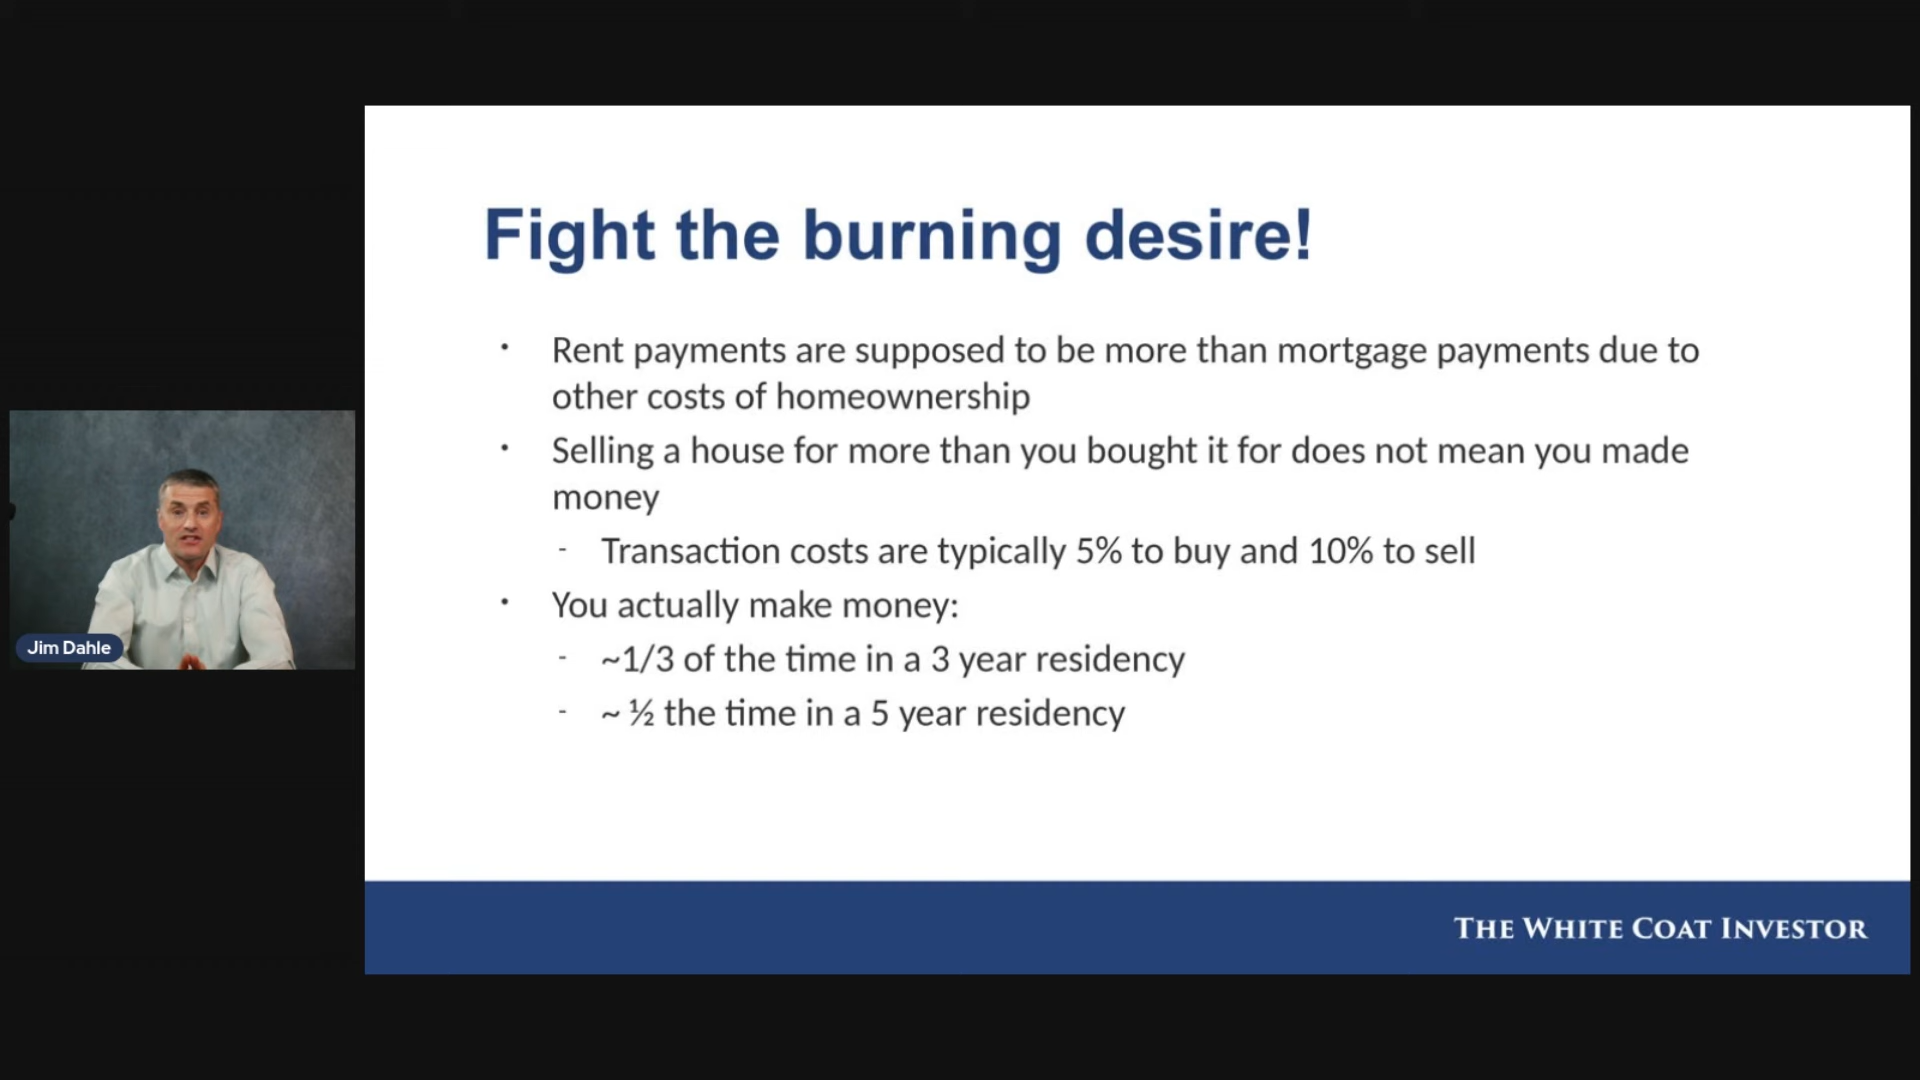 Fight the burning desire!
• Rent payments are supposed to be more than mortgage payments due to
other costs of homeownership
• Selling a house for more than you bought it for does not mean you made
money
- Transaction costs are typically 5% to buy and 10% to sell
• You actually make money:
- ~1/3 of the time in a 3 year residency
- ~ ½ the time in a 5 year residency
Jim Dahle
THE WHITE COAT INVESTOR